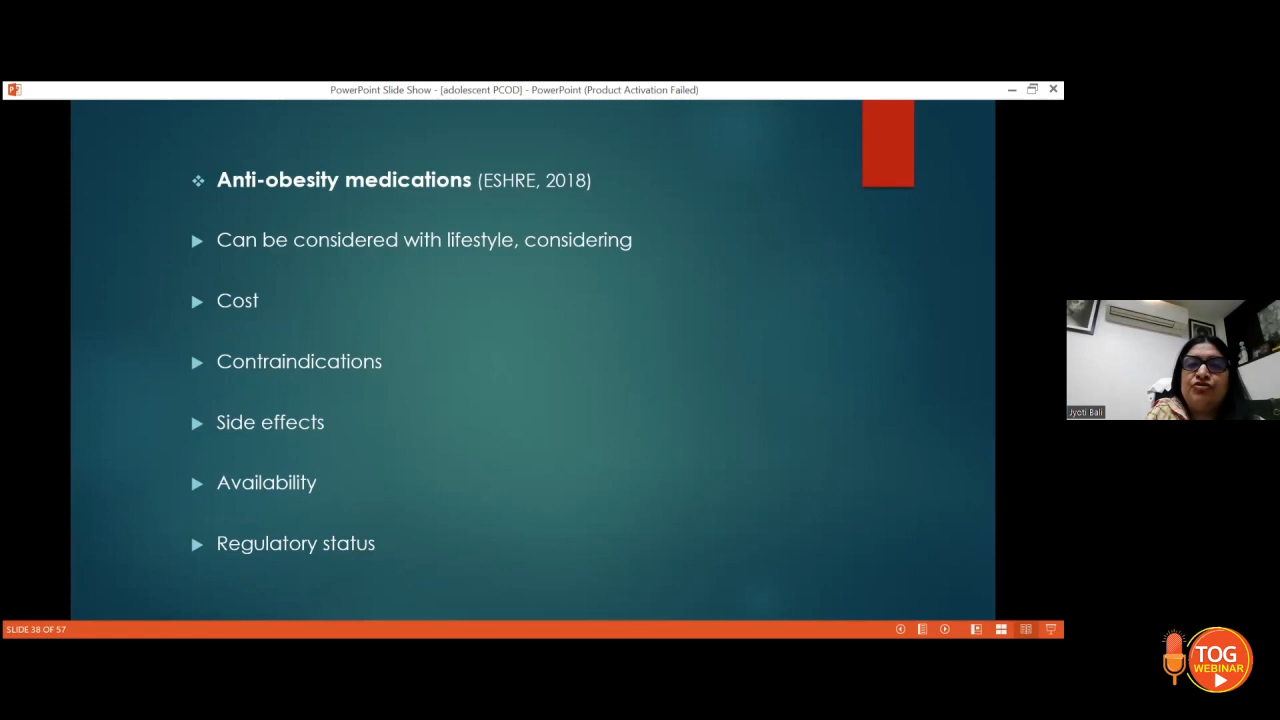 PowerPoint Slide Show - [adolescent PCOD] - PowerPoint (Product Activation Failed)
Anti-obesity medications (ESHRE, 2018)
Can be considered with lifestyle, considering
Cost
Contraindications
Side effects
Availability
Regulatory status
Jyoti Bali
SLIDE 38 OF 57
TOG
WEBINAR